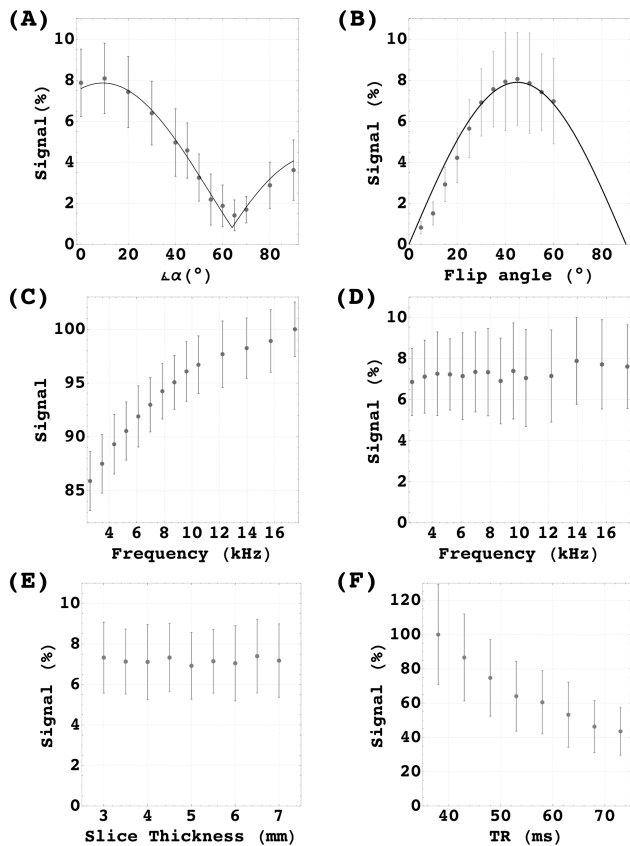 (A) (B)
10 10
8 8
6 6
4 4
2 2
0 0
0 20 40 60 80 0 20 40 60 80
Signal(%) Signal (%)
∡α(°) Flip angle (°)
(C) (D)
100 10
95 8
90 6
85 4
2
0
4 6 8 10 12 14 16 4 6 8 10 12 14 16
Signal Signal (%)
Frequency (kHz) Frequency (kHz)
(E) (F)
10 120
8 100
6 80
4 60
2 40
0 20
0
3 4 5 6 7 40 50 60 70
Signal (%) Signal (%)
Slice Thickness (mm) TR (ms)